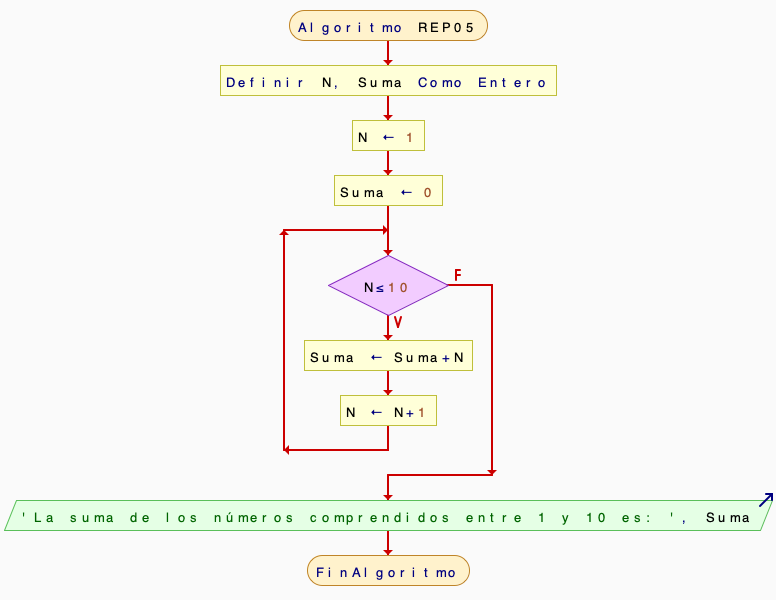 Algoritmo REP05
Definir N, Suma Como Entero
N ← 1
Suma ← 0
N≤10
F
V
Suma ← Suma+N
N ← N+1
'La suma de los números comprendidos entre 1 y 10 es: ', Suma
FinAlgoritmo